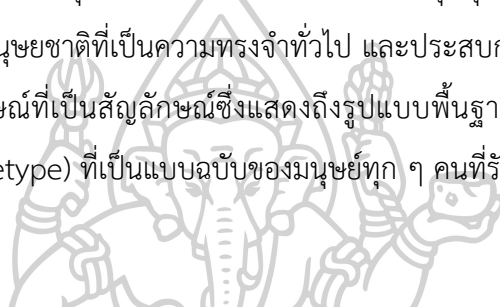 นุษยชาติที่เป็นความทรงจำทั่วไป และประสบก
ษณ์ที่เป็นสัญลักษณ์ซึ่งแสดงถึงรูปแบบพื้นฐา
etype) ที่เป็นแบบฉบับของมนุษย์ทุก ๆ คนที่รั